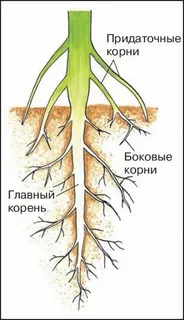 Придаточные
корни
Боковые
корни
Главный
корень